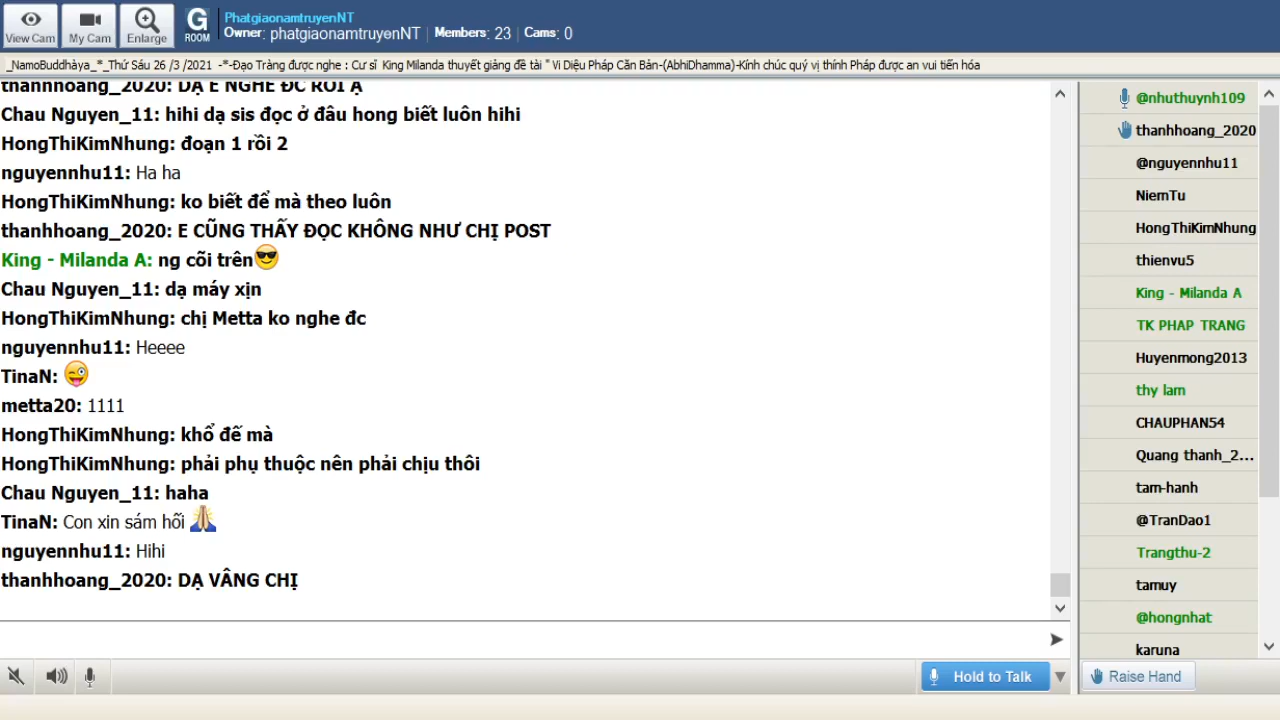 View Cam
My Cam
Enlarge
G
ROOM
PhatgiaonamtruyenNT
Owner: phatgiaonamtruyenNT | Members: 23 | Cams: 0
_NamoBuddhàya_*_Thứ Sáu 26 /3 /2021 -*-Đạo Tràng được nghe : Cư sĩ King Milanda thuyết giảng đề tài " Vi Diệu Pháp Căn Bản-(AbhiDhamma)-Kính chúc quý vị thính Pháp được an vui tiến hóa
thanhhoang_2020: DẠ E NGHE ĐC RỒI Ạ
Chau Nguyen_11: hihi dạ sis đọc ở đâu hong biết luôn hihi
HongThiKimNhung: đoạn 1 rồi 2
nguyennhu11: Ha ha
HongThiKimNhung: ko biết để mà theo luôn
thanhhoang_2020: E CŨNG THẤY ĐỌC KHÔNG NHƯ CHỊ POST
King - Milanda A: ng cõi trên
Chau Nguyen_11: dạ máy xịn
HongThiKimNhung: chị Metta ko nghe đc
nguyennhu11: Heeee
TinaN:
metta20: 1111
HongThiKimNhung: khổ đế mà
HongThiKimNhung: phải phụ thuộc nên phải chịu thôi
Chau Nguyen_11: haha
TinaN: Con xin sám hối
nguyennhu11: Hihi
thanhhoang_2020: DẠ VÂNG CHỊ
@nhuthuynh109
thanhhoang_2020
@nguyennhu11
NiemTu
HongThiKimNhung
thienvu5
King - Milanda A
TK PHAP TRANG
Huyenmong2013
thy lam
CHAUPHAN54
Quang thanh_2...
tam-hanh
@TranDao1
Trangthu-2
tamuy
@hongnhat
karuna
Hold to Talk
Raise Hand